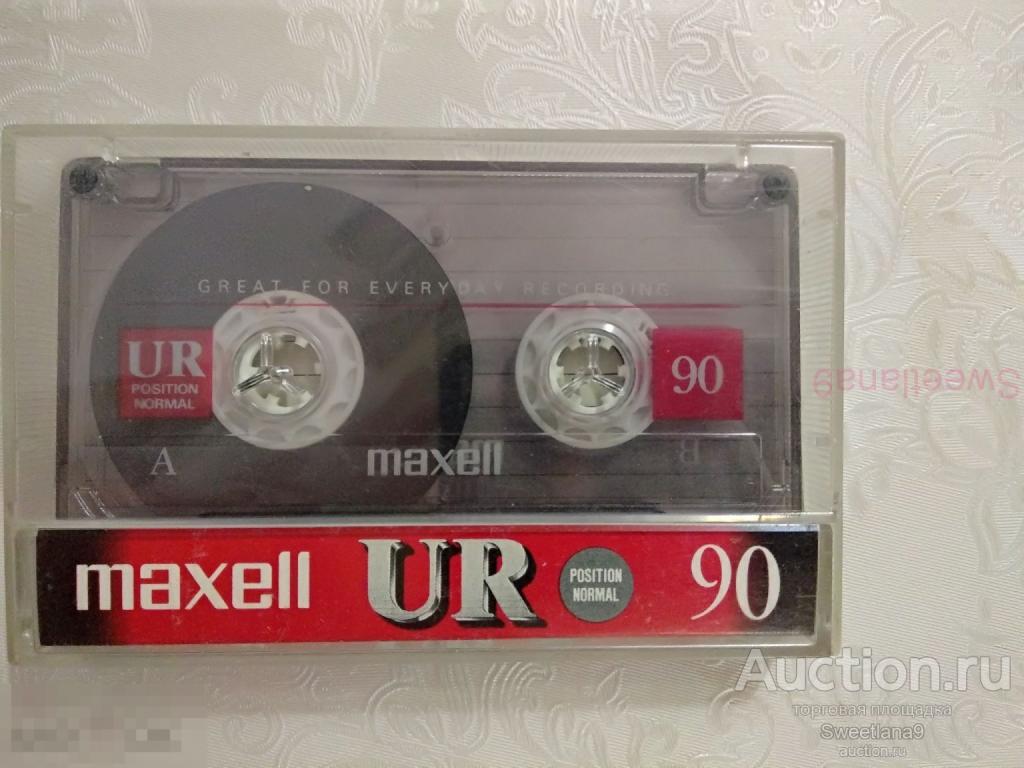 GREAT FOR EVERYDAY RECORDING
UR
POSITION
NORMAL
90
A
maxell
B
maxell UR POSITION NORMAL 90
Sweetlana9
Auction.ru
торговая площадка
Sweetlana9
auction.ru